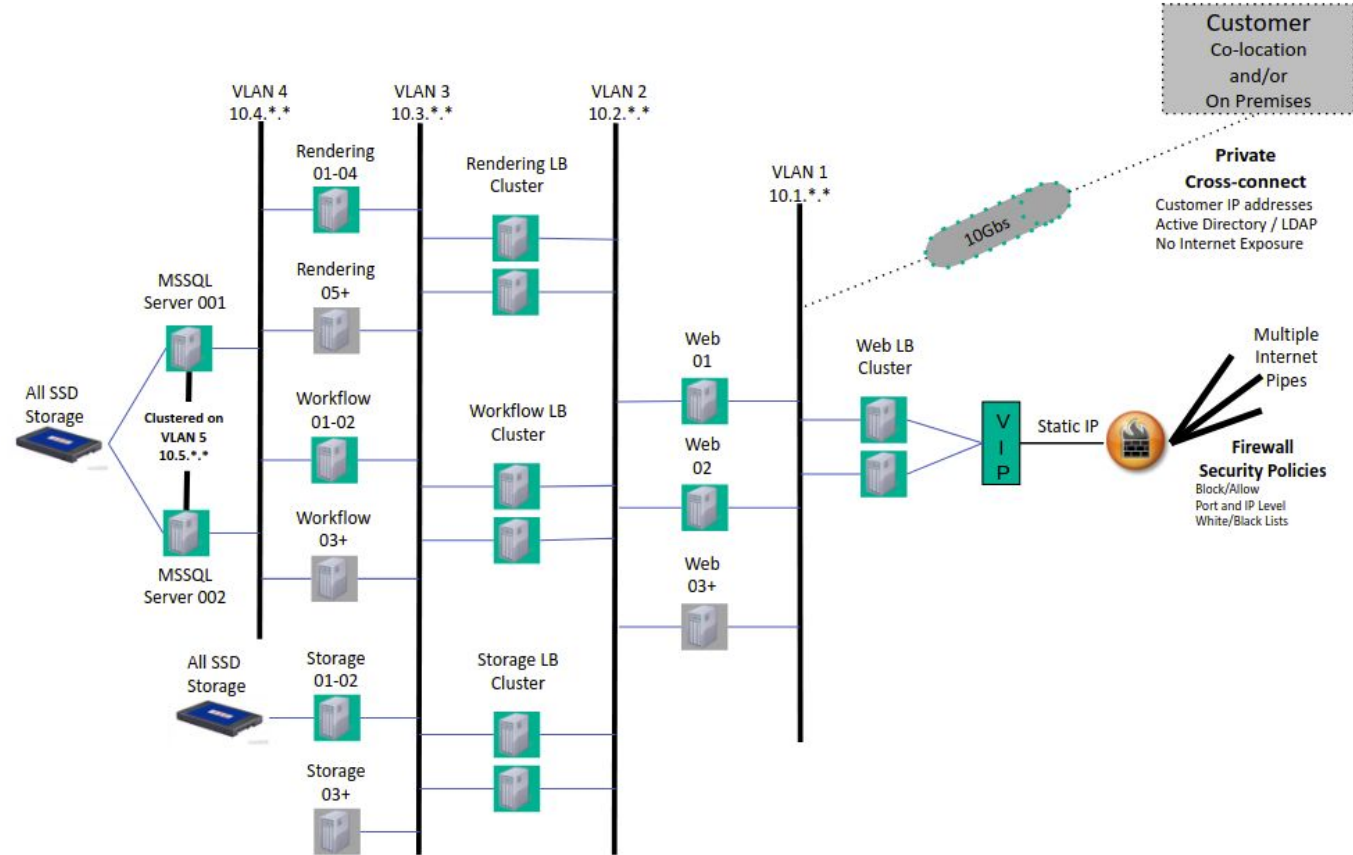 Customer
Co-location
and/or
On Premises
VLAN 4
10.4.*.*
VLAN 3
10.3.*.*
VLAN 2
10.2.*.*
VLAN 1
10.1.*.*
Private
Cross-connect
Customer IP addresses
Active Directory / LDAP
No Internet Exposure
10Gbs
Rendering
01-04
Rendering LB
Cluster
Rendering
05+
MSSQL
Server 001
All SSD
Storage
Clustered on
VLAN 5
10.5.*.*
MSSQL
Server 002
Workflow
01-02
Workflow LB
Cluster
Workflow
03+
Web
01
Web
02
Web
03+
Web LB
Cluster
VIP
Static IP
Multiple
Internet
Pipes
Firewall
Security Policies
Block/Allow
Port and IP Level
White/Black Lists
All SSD
Storage
Storage
01-02
Storage LB
Cluster
Storage
03+